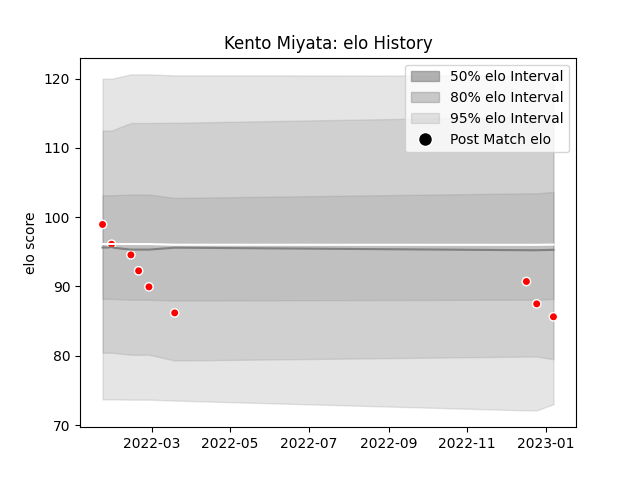 Kento Miyata: elo History
50% elo Interval
80% elo Interval
95% elo Interval
Post Match elo
elo score
120
110
100
90
80
70
2022-03
2022-05
2022-07
2022-09
2022-11
2023-01